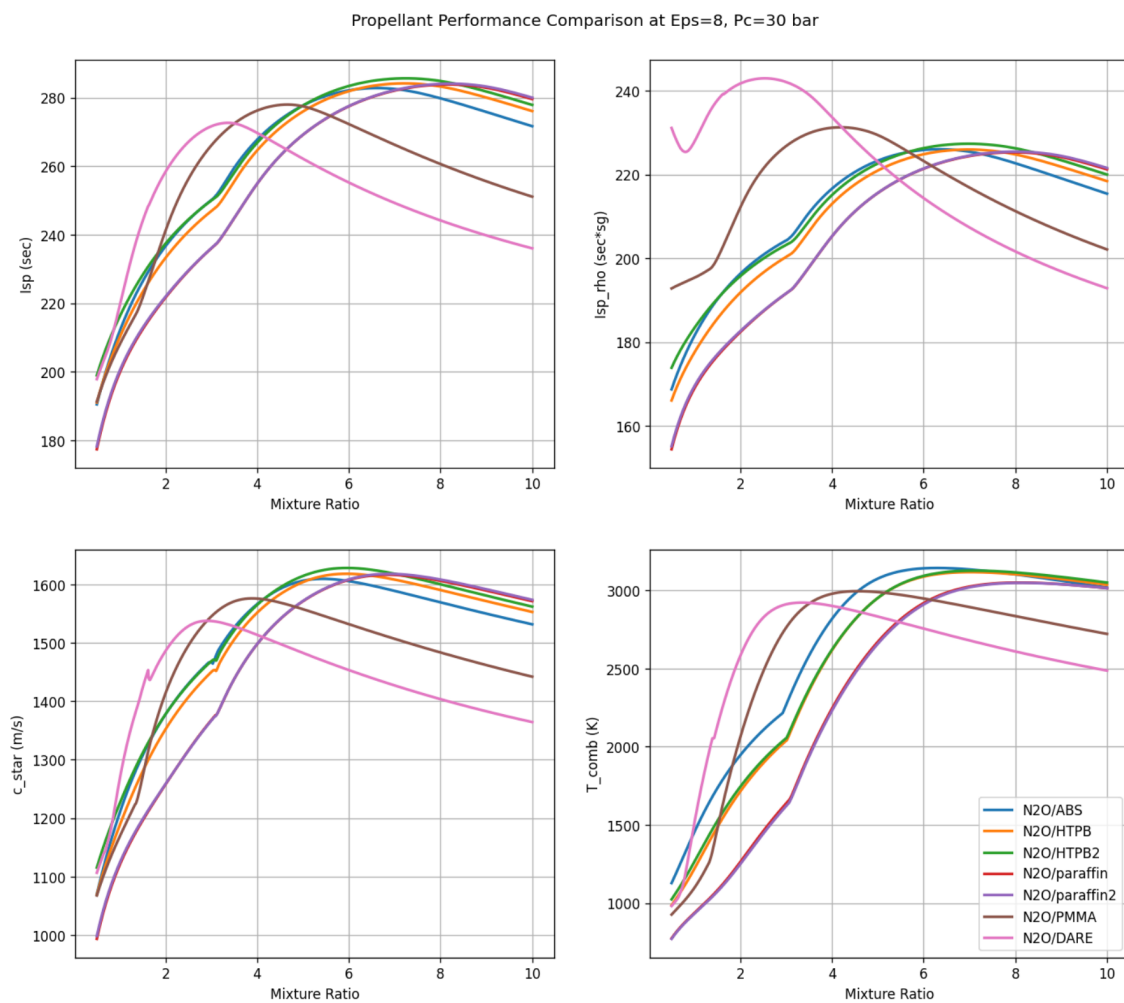 Propellant Performance Comparison at Eps=8, Pc=30 bar
Isp (sec)
280
260
240
220
200
180
2 4 6 8 10
Mixture Ratio
Isp_rho (sec*sg)
240
220
200
180
160
2 4 6 8 10
Mixture Ratio
c_star (m/s)
1600
1500
1400
1300
1200
1100
1000
2 4 6 8 10
Mixture Ratio
T_comb (K)
3000
2500
2000
1500
1000
N2O/ABS
N2O/HTPB
N2O/HTPB2
N2O/paraffin
N2O/paraffin2
N2O/PMMA
N2O/DARE
2 4 6 8 10
Mixture Ratio